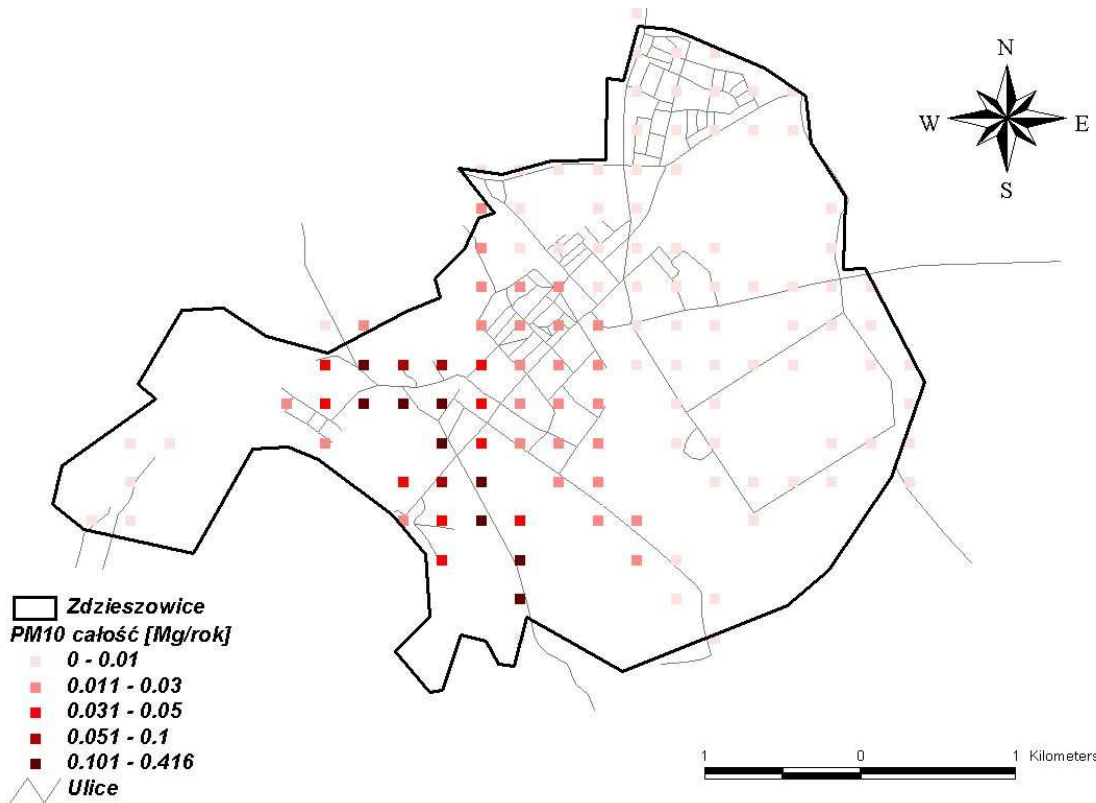 N
W
E
S
Zdzieszowice
PM10 całość [Mg/rok]
0 - 0.01
0.011 - 0.03
0.031 - 0.05
0.051 - 0.1
0.101 - 0.416
Ulice
1 0 1 Kilometers